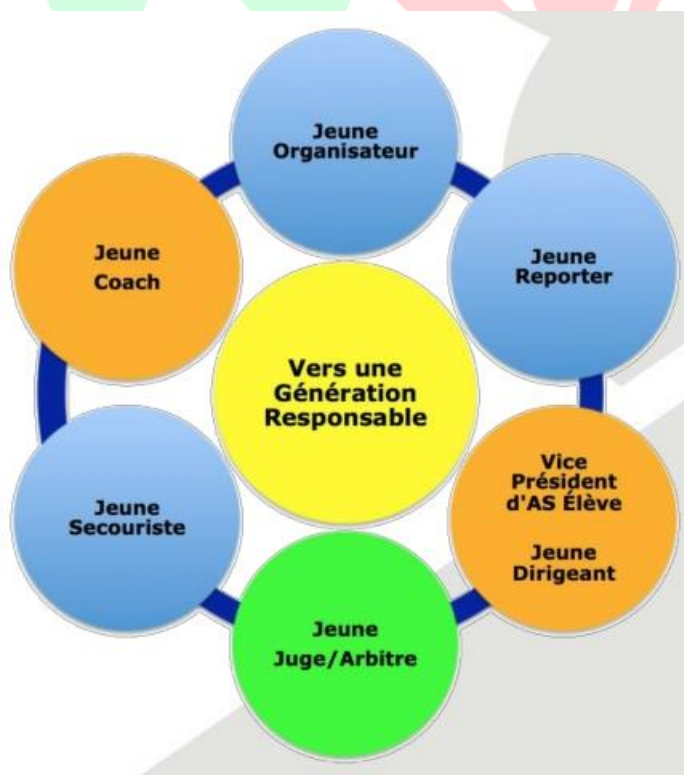 Jeune
Organisateur
Jeune
Coach
Jeune
Reporter
Vers une
Génération
Responsable
Jeune
Secouriste
Vice
Président
d'AS Élève
Jeune
Dirigeant
Jeune
Juge/Arbitre